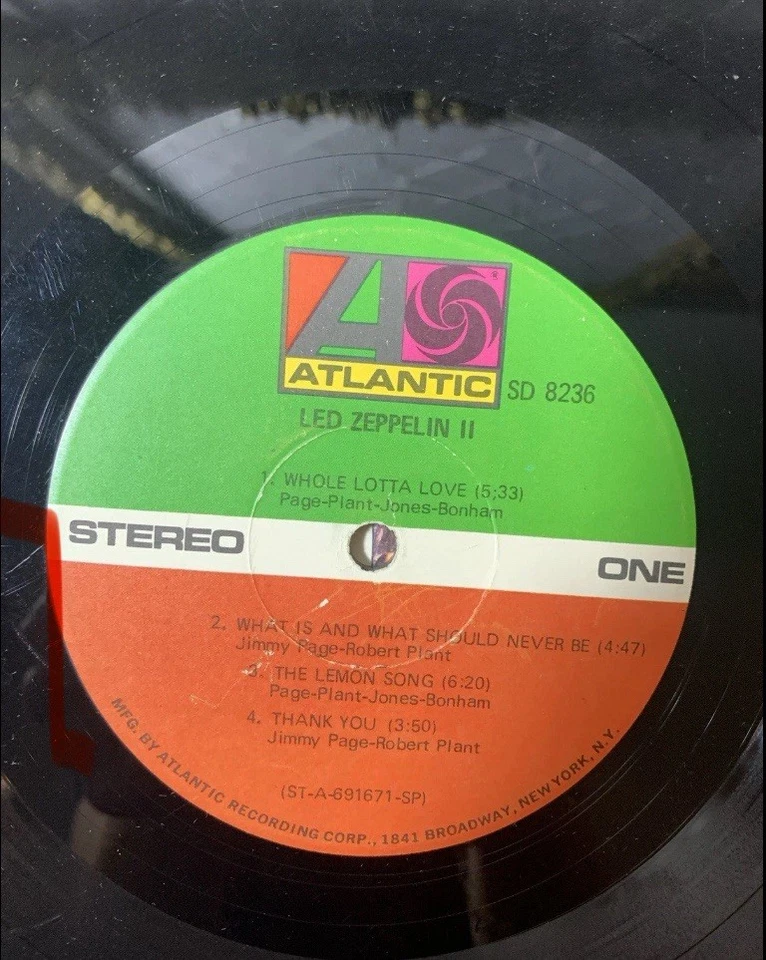 ATLANTIC
®
SD 8236
LED ZEPPELIN II
1. WHOLE LOTTA LOVE (5;33)
Page-Plant-Jones-Bonham
STEREO
ONE
2. WHAT IS AND WHAT SHOULD NEVER BE (4:47)
Jimmy Page-Robert Plant
3. THE LEMON SONG (6:20)
Page-Plant-Jones-Bonham
4. THANK YOU (3:50)
Jimmy Page-Robert Plant
(ST-A-691671-SP)
MFG. BY ATLANTIC RECORDING CORP., 1841 BROADWAY, NEW YORK, N.Y.